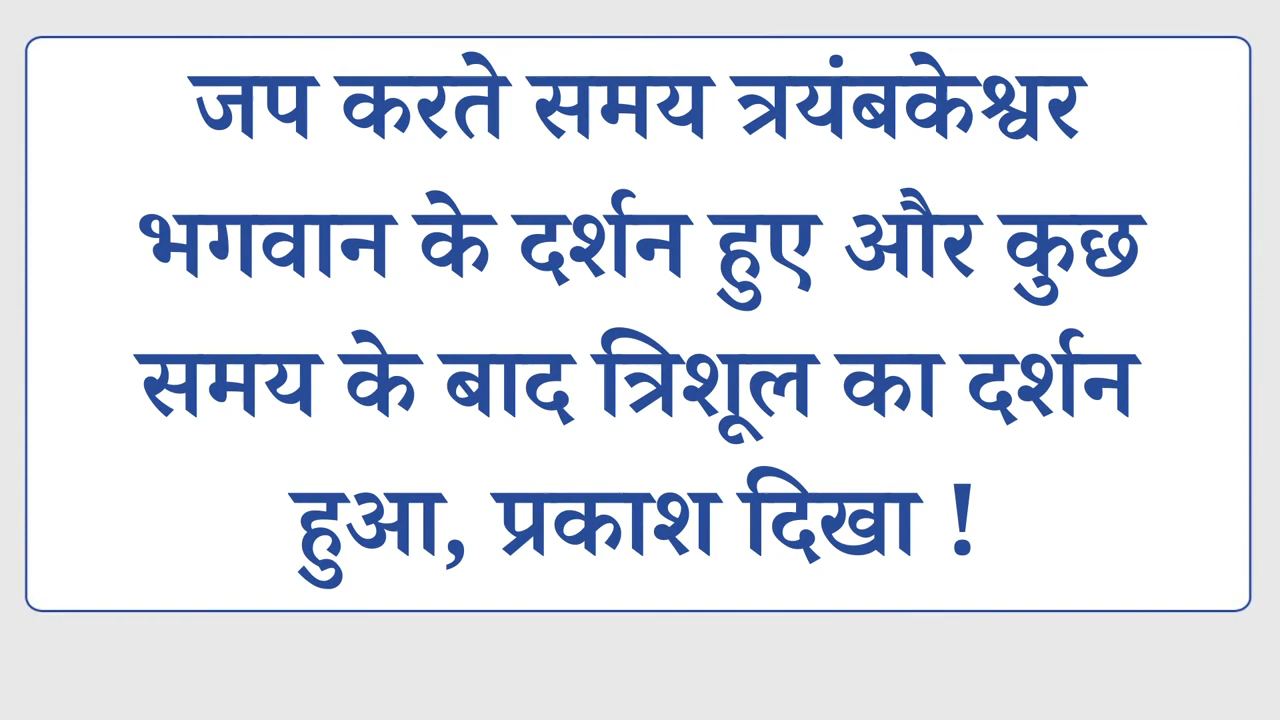 जप करते समय त्रयंबकेश्वर
भगवान के दर्शन हुए और कुछ
समय के बाद त्रिशूल का दर्शन
हुआ, प्रकाश दिखा !